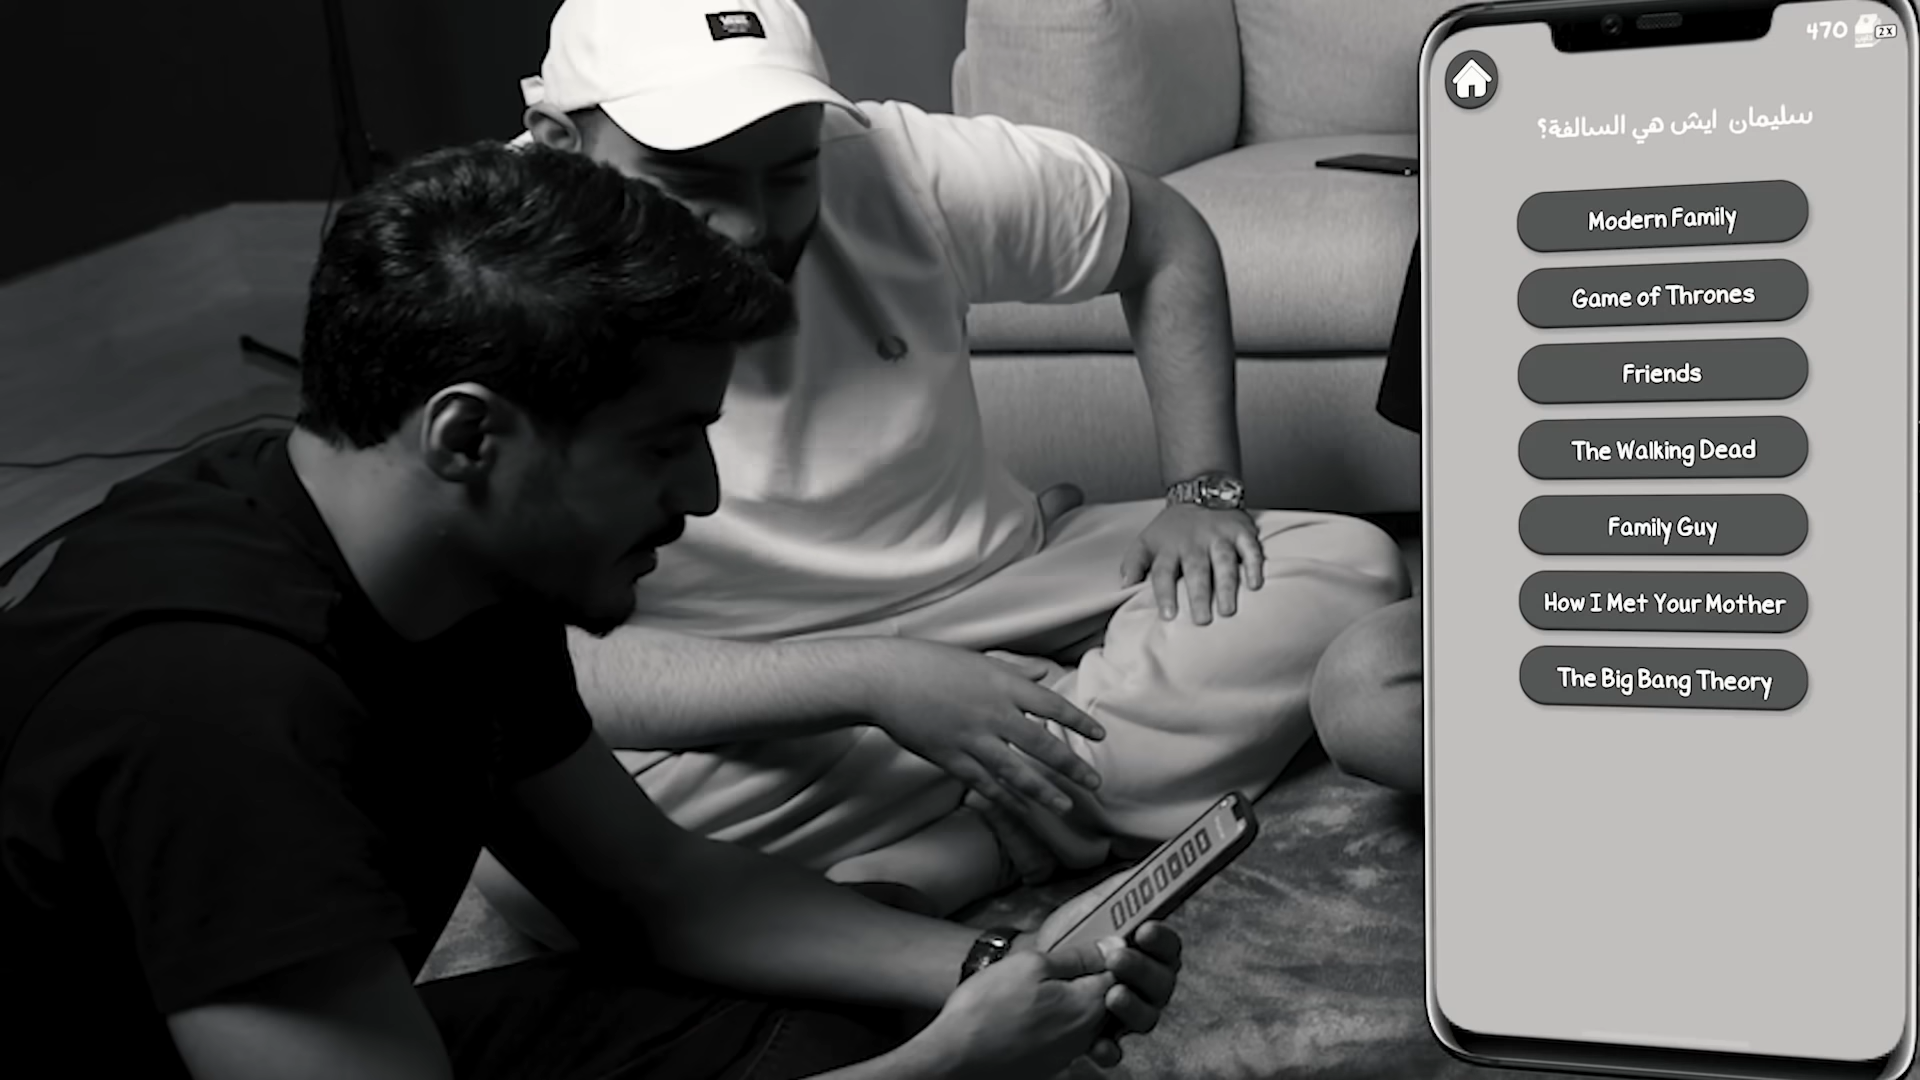 470
2X
سليمان ايش هي السالفة؟
Modern Family
Game of Thrones
Friends
The Walking Dead
Family Guy
How I Met Your Mother
The Big Bang Theory